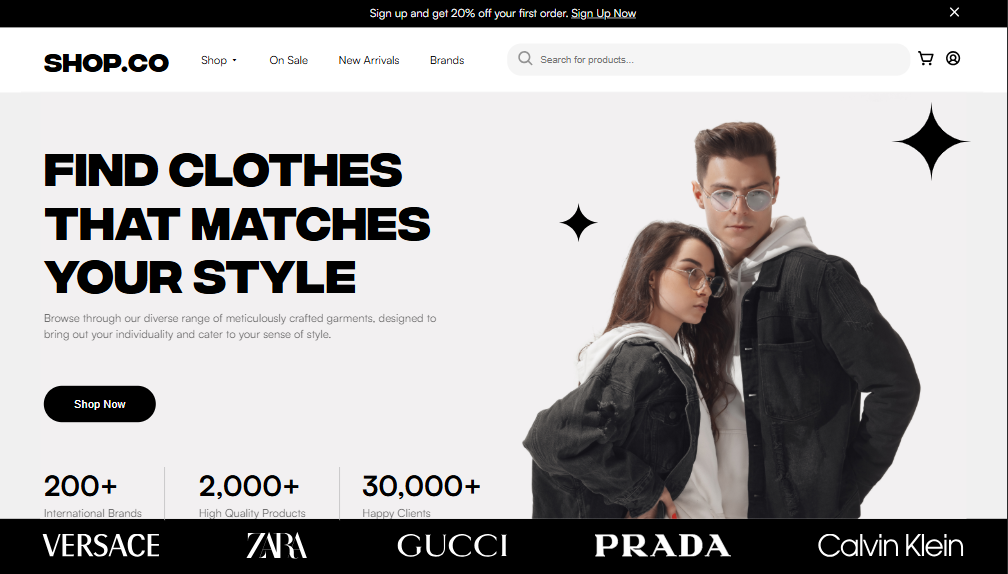 Sign up and get 20% off your first order. Sign Up Now
SHOP.CO
Shop
On Sale
New Arrivals
Brands
Search for products...
FIND CLOTHES
THAT MATCHES
YOUR STYLE
Browse through our diverse range of meticulously crafted garments, designed to
bring out your individuality and cater to your sense of style.
Shop Now
200+
International Brands
2,000+
High Quality Products
30,000+
Happy Clients
VERSACE
ZARA
GUCCI
PRADA
Calvin Klein